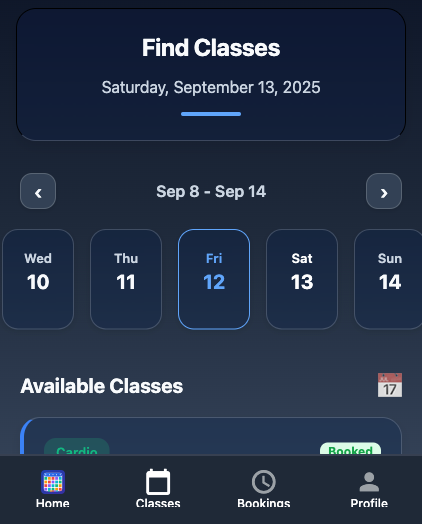 Find Classes
Saturday, September 13, 2025
‹ Sep 8 - Sep 14 ›
Wed Thu Fri Sat Sun
10 11 12 13 14
Available Classes
JUL
17
Cardio Booked
Home Classes Bookings Profile